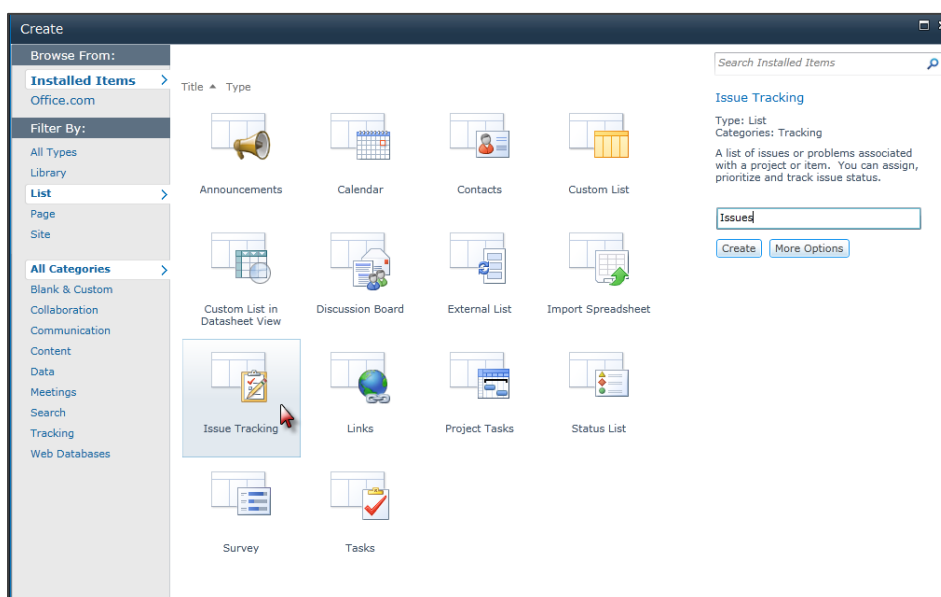 Create
Browse From:
Installed Items
Office.com
Filter By:
All Types
Library
List
Page
Site
All Categories
Blank & Custom
Collaboration
Communication
Content
Data
Meetings
Search
Tracking
Web Databases
Title Type
Announcements
Calendar
Contacts
Custom List
Custom List in
Datasheet View
Discussion Board
External List
Import Spreadsheet
Issue Tracking
Links
Project Tasks
Status List
Survey
Tasks
Search Installed Items
Issue Tracking
Type: List
Categories: Tracking
A list of issues or problems associated
with a project or item. You can assign,
prioritize and track issue status.
Issues
Create
More Options